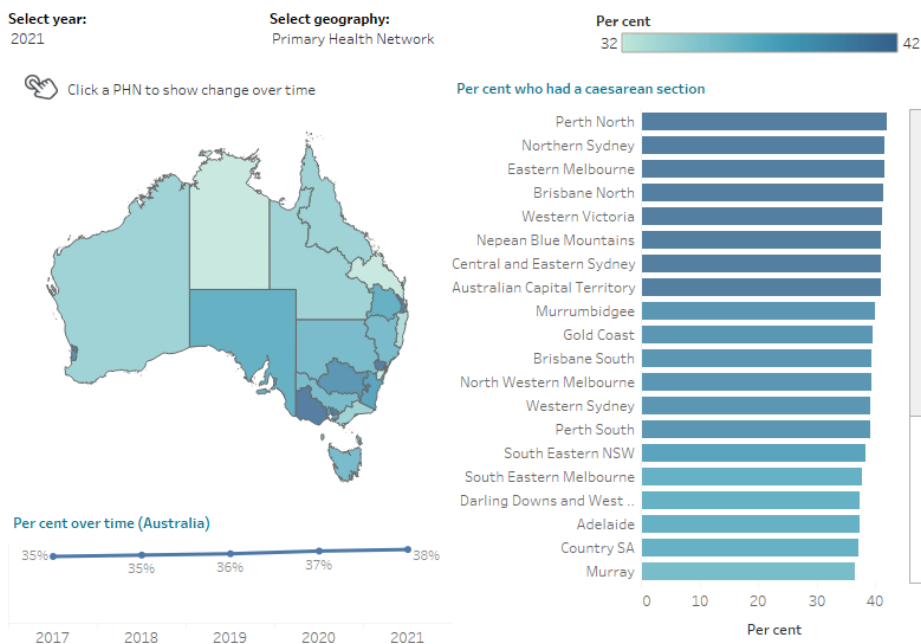 Select year:
2021
Select geography:
Primary Health Network
Per cent
32
42
Click a PHN to show change over time
Per cent who had a caesarean section
Perth North
Northern Sydney
Eastern Melbourne
Brisbane North
Western Victoria
Nepean Blue Mountains
Central and Eastern Sydney
Australian Capital Territory
Murrumbidgee
Gold Coast
Brisbane South
North Western Melbourne
Western Sydney
Perth South
South Eastern NSW
South Eastern Melbourne
Darling Downs and West ..
Adelaide
Country SA
Murray
0 10 20 30 40
Per cent
Per cent over time (Australia)
35% 35% 36% 37% 38%
2017 2018 2019 2020 2021